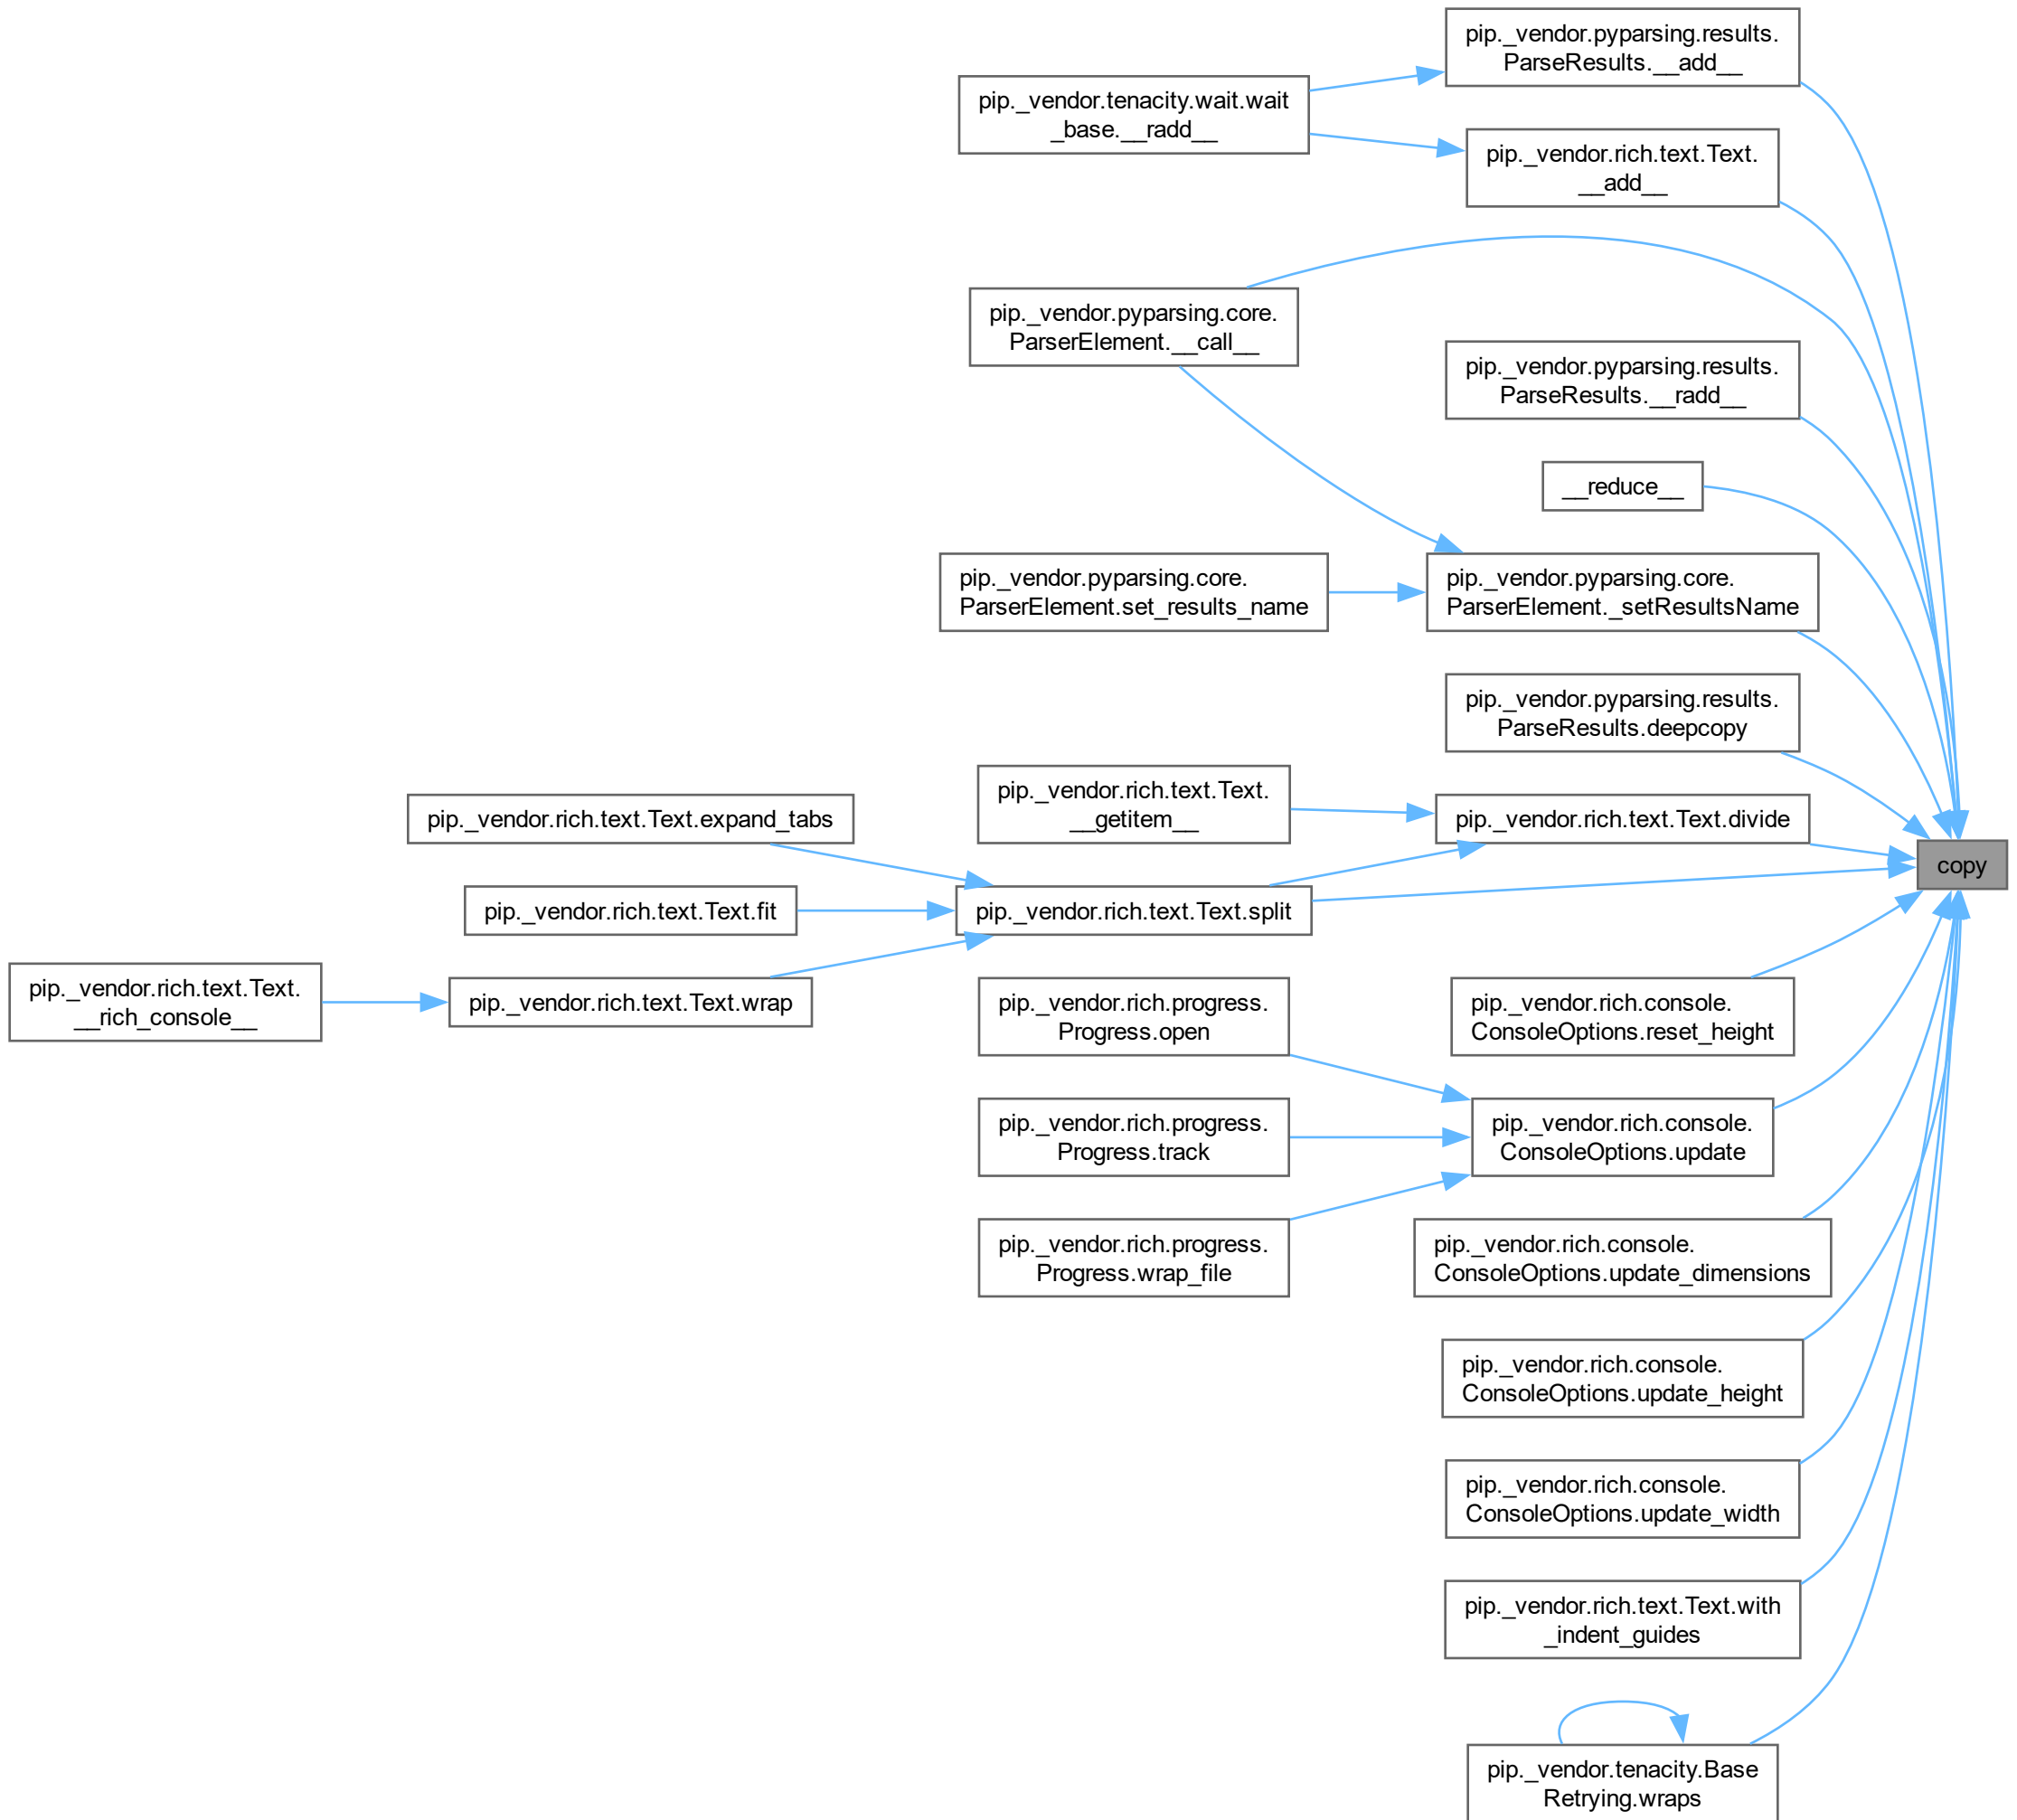 pip._vendor.pyparsing.results.
ParseResults.__add__
pip._vendor.tenacity.wait.wait
_base.__radd__
pip._vendor.rich.text.Text.
__add__
pip._vendor.pyparsing.core.
ParserElement.__call__
pip._vendor.pyparsing.results.
ParseResults.__radd__
__reduce__
pip._vendor.pyparsing.core.
ParserElement.set_results_name
pip._vendor.pyparsing.core.
ParserElement._setResultsName
pip._vendor.pyparsing.results.
ParseResults.deepcopy
pip._vendor.rich.text.Text.
__getitem__
pip._vendor.rich.text.Text.expand_tabs
pip._vendor.rich.text.Text.divide
copy
pip._vendor.rich.text.Text.fit
pip._vendor.rich.text.Text.split
pip._vendor.rich.text.Text.
__rich_console__
pip._vendor.rich.text.Text.wrap
pip._vendor.rich.progress.
Progress.open
pip._vendor.rich.console.
ConsoleOptions.reset_height
pip._vendor.rich.progress.
Progress.track
pip._vendor.rich.console.
ConsoleOptions.update
pip._vendor.rich.progress.
Progress.wrap_file
pip._vendor.rich.console.
ConsoleOptions.update_dimensions
pip._vendor.rich.console.
ConsoleOptions.update_height
pip._vendor.rich.console.
ConsoleOptions.update_width
pip._vendor.rich.text.Text.with
_indent_guides
pip._vendor.tenacity.Base
Retrying.wraps